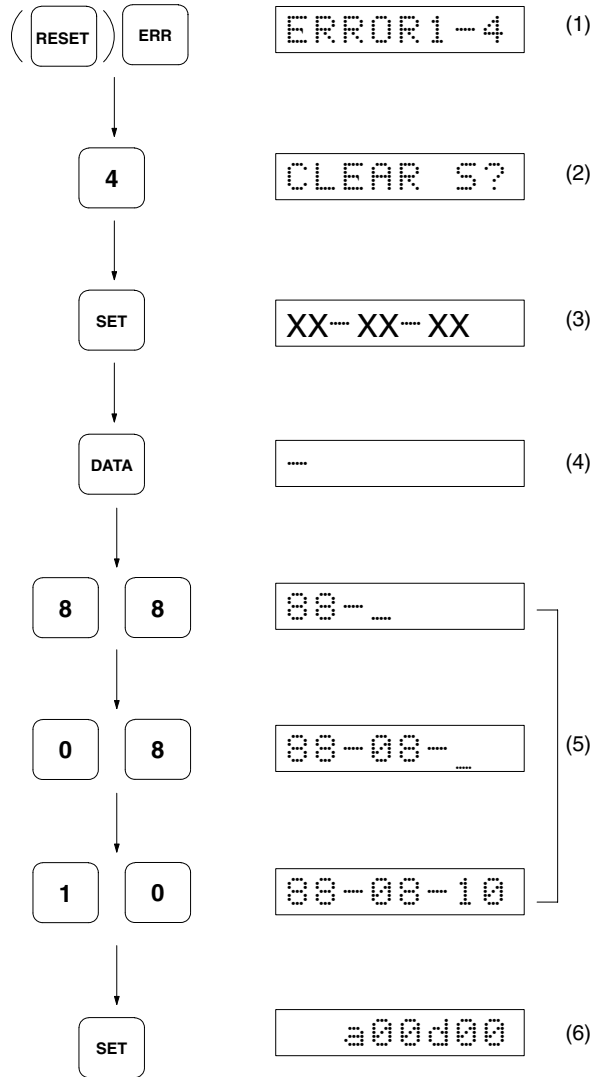 (RESET) ERR ERROR1-4 (1)
4 CLEAR S? (2)
SET XX-XX-XX (3)
DATA - (4)
8 8 88-_
0 8 88-08-_ (5)
1 0 88-08-10
SET a00d00 (6)